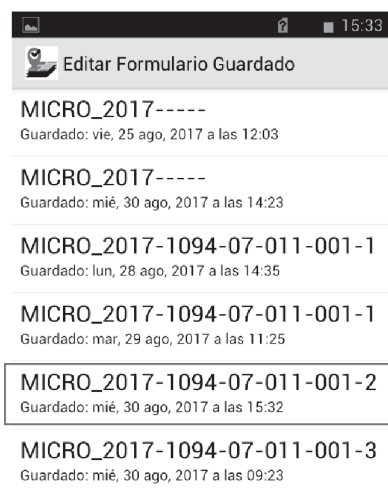 15:33
Editar Formulario Guardado
MICRO_2017-----
Guardado: vie, 25 ago, 2017 a las 12:03
MICRO_2017-----
Guardado: mié, 30 ago, 2017 a las 14:23
MICRO_2017-1094-07-011-001-1
Guardado: lun, 28 ago, 2017 a las 14:35
MICRO_2017-1094-07-011-001-1
Guardado: mar, 29 ago, 2017 a las 11:25
MICRO_2017-1094-07-011-001-2
Guardado: mié, 30 ago, 2017 a las 15:32
MICRO_2017-1094-07-011-001-3
Guardado: mié, 30 ago, 2017 a las 09:23